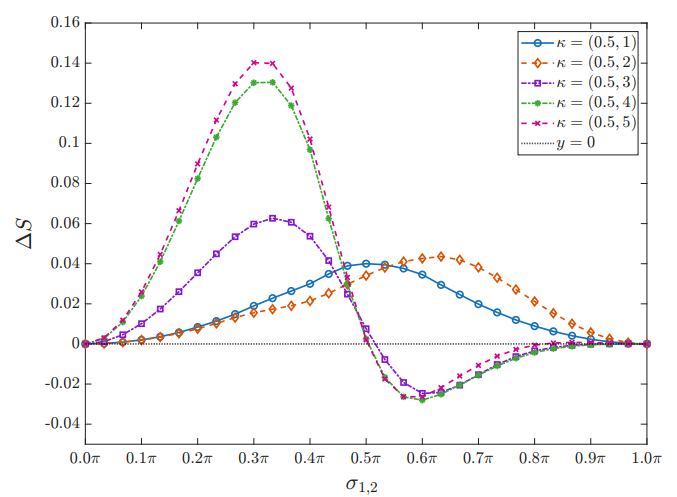 0.16
0.14
0.12
0.1
0.08
0.06
0.04
0.02
0
-0.02
-0.04
ΔS
κ = (0.5, 1)
κ = (0.5, 2)
κ = (0.5, 3)
κ = (0.5, 4)
κ = (0.5, 5)
y = 0
0.0π 0.1π 0.2π 0.3π 0.4π 0.5π 0.6π 0.7π 0.8π 0.9π 1.0π
σ1,2